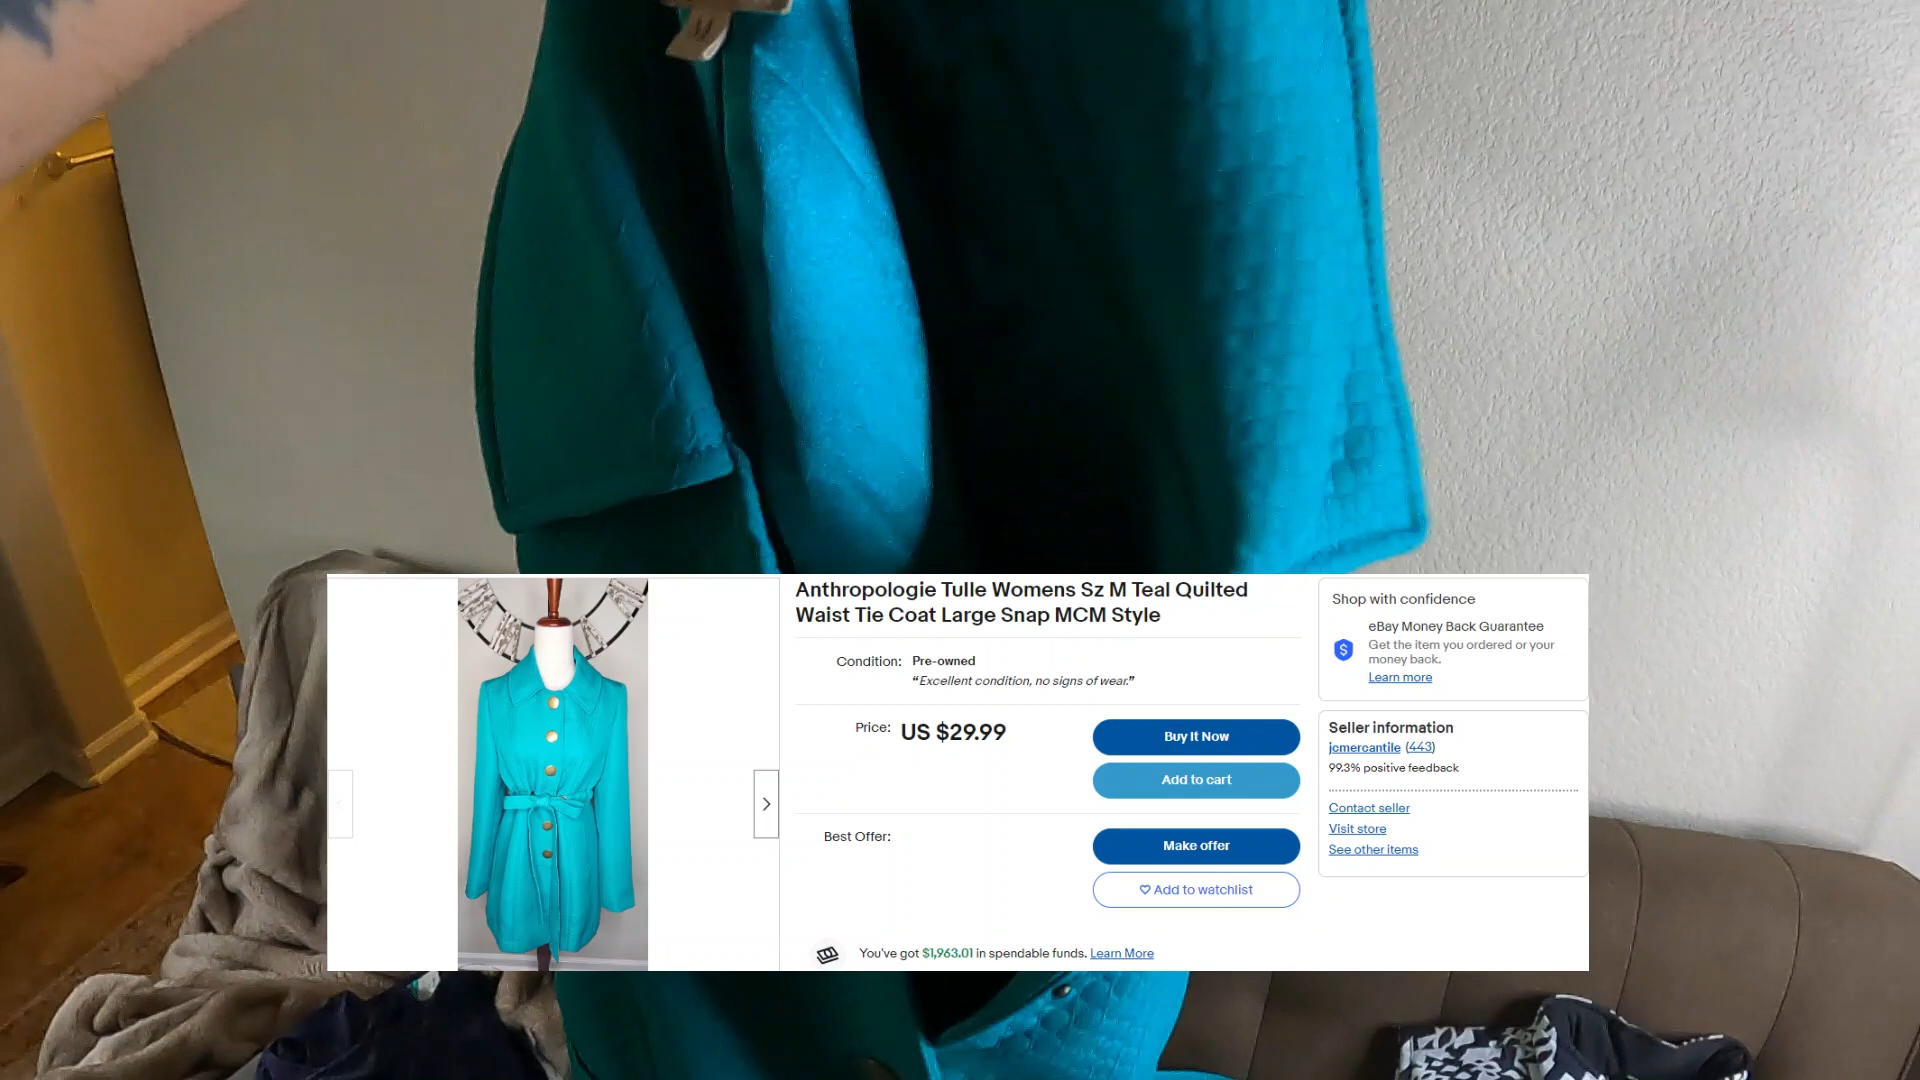 Anthropologie Tulle Womens Sz M Teal Quilted
Waist Tie Coat Large Snap MCM Style
Condition: Pre-owned
“Excellent condition, no signs of wear.”
Price: US $29.99
Buy It Now
Add to cart
Best Offer:
Make offer
Add to watchlist
You've got $1,963.01 in spendable funds. Learn More
Shop with confidence
eBay Money Back Guarantee
Get the item you ordered or your
money back.
Learn more
Seller information
jcmercantile (443)
99.3% positive feedback
Contact seller
Visit store
See other items